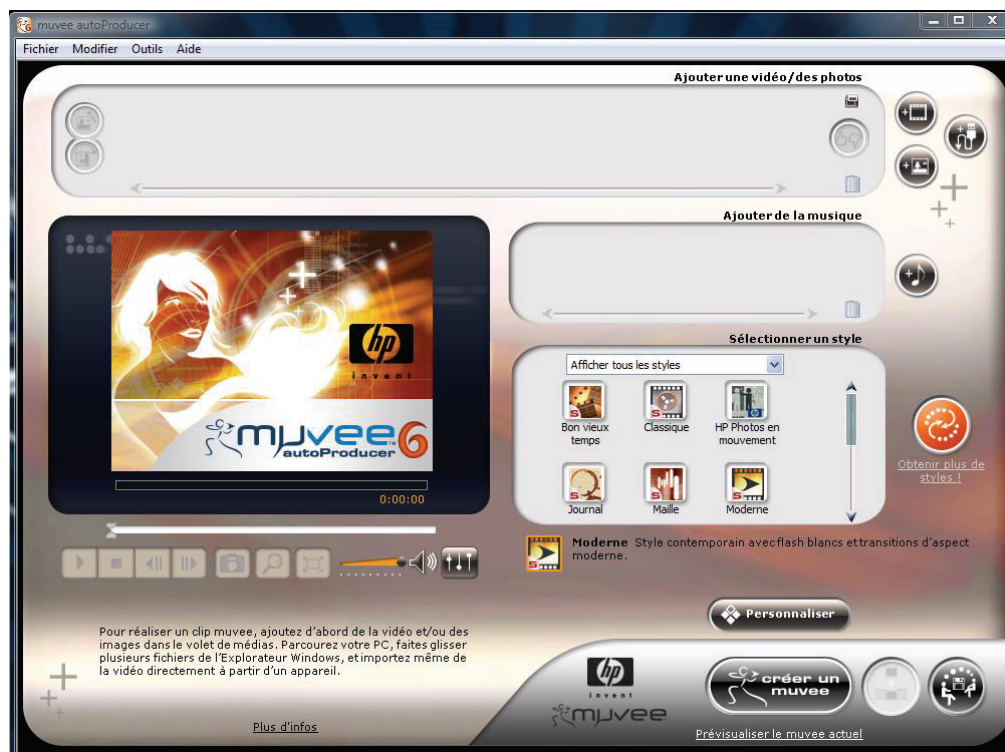 muvee autoProducer
Fichier Modifier Outils Aide
Ajouter une vidéo/des photos
Ajouter de la musique
Sélectionner un style
Afficher tous les styles
Bon vieux temps
Classique
HP Photos en mouvement
Journal
Maille
Moderne
Obtenir plus de
styles !
hp
invent
muvee 6
autoProducer
0:00:00
Moderne Style contemporain avec flash blancs et transitions d'aspect
moderne.
Personnaliser
Pour réaliser un clip muvee, ajoutez d'abord de la vidéo et/ou des
images dans le volet de médias. Parcourez votre PC, faites glisser
plusieurs fichiers de l'Explorateur Windows, et importez même de
la vidéo directement à partir d'un appareil.
Plus d'infos
hp
invent
muvee
créer un
muvee
Prévisualiser le muvee actuel